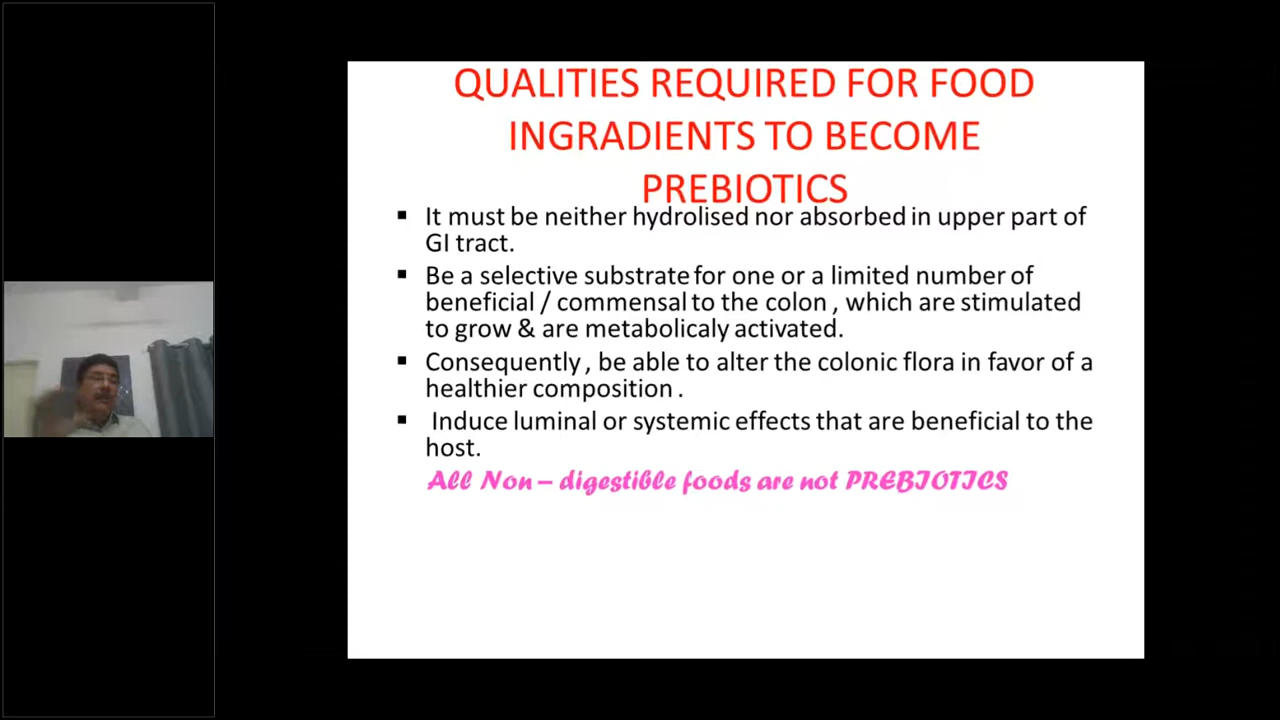 QUALITIES REQUIRED FOR FOOD
INGRADIENTS TO BECOME
PREBIOTICS
▪ It must be neither hydrolised nor absorbed in upper part of
GI tract.
▪ Be a selective substrate for one or a limited number of
beneficial / commensal to the colon , which are stimulated
to grow & are metabolicaly activated.
▪ Consequently , be able to alter the colonic flora in favor of a
healthier composition .
▪ Induce luminal or systemic effects that are beneficial to the
host.
All Non – digestible foods are not PREBIOTICS